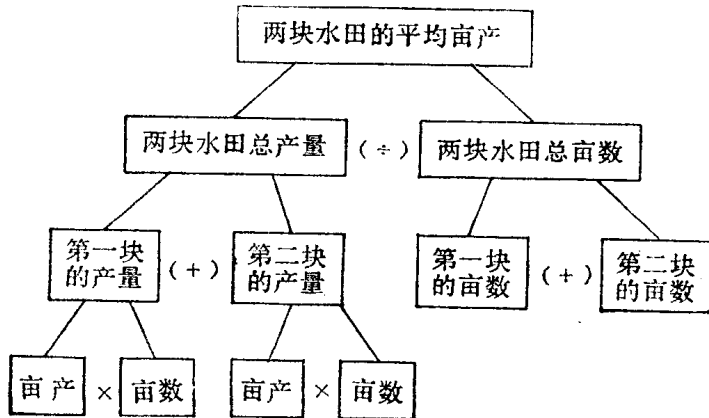 两块水田的平均亩产
两块水田总产量 (÷) 两块水田总亩数
第一块 第二块 第一块 第二块
的产量 (+) 的产量 的亩数 (+) 的亩数
亩产 × 亩数 亩产 × 亩数